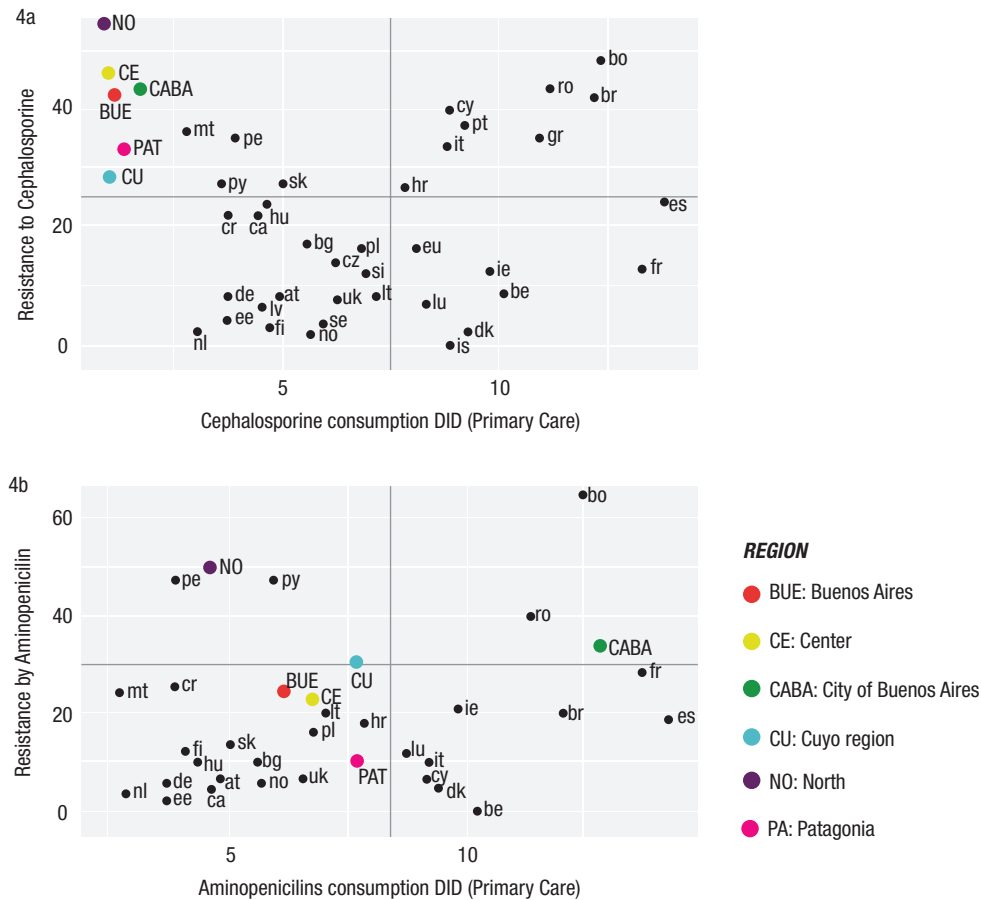 4a
NO
CE
CABA
BUE
PAT
CU
mt
pe
py
sk
cr
ca
hu
bg
cz
pl
si
de
at
lv
ee
fi
nl
uk
lt
se
no
cy
pt
it
hr
eu
lu
ie
be
dk
is
bo
ro
br
gr
es
fr
40
20
0
Resistance to Cephalosporine
5
10
Cephalosporine consumption DID (Primary Care)
4b
bo
NO
pe
py
ro
CABA
CU
fr
mt
cr
BUE
CE
lt
pl
hr
ie
br
es
fi
sk
hu
bg
PAT
lu
it
nl
de
ee
at
ca
no
uk
cy
dk
be
60
40
20
0
Resistance by Aminopenicilin
5
10
Aminopenicilins consumption DID (Primary Care)
REGION
BUE: Buenos Aires
CE: Center
CABA: City of Buenos Aires
CU: Cuyo region
NO: North
PA: Patagonia